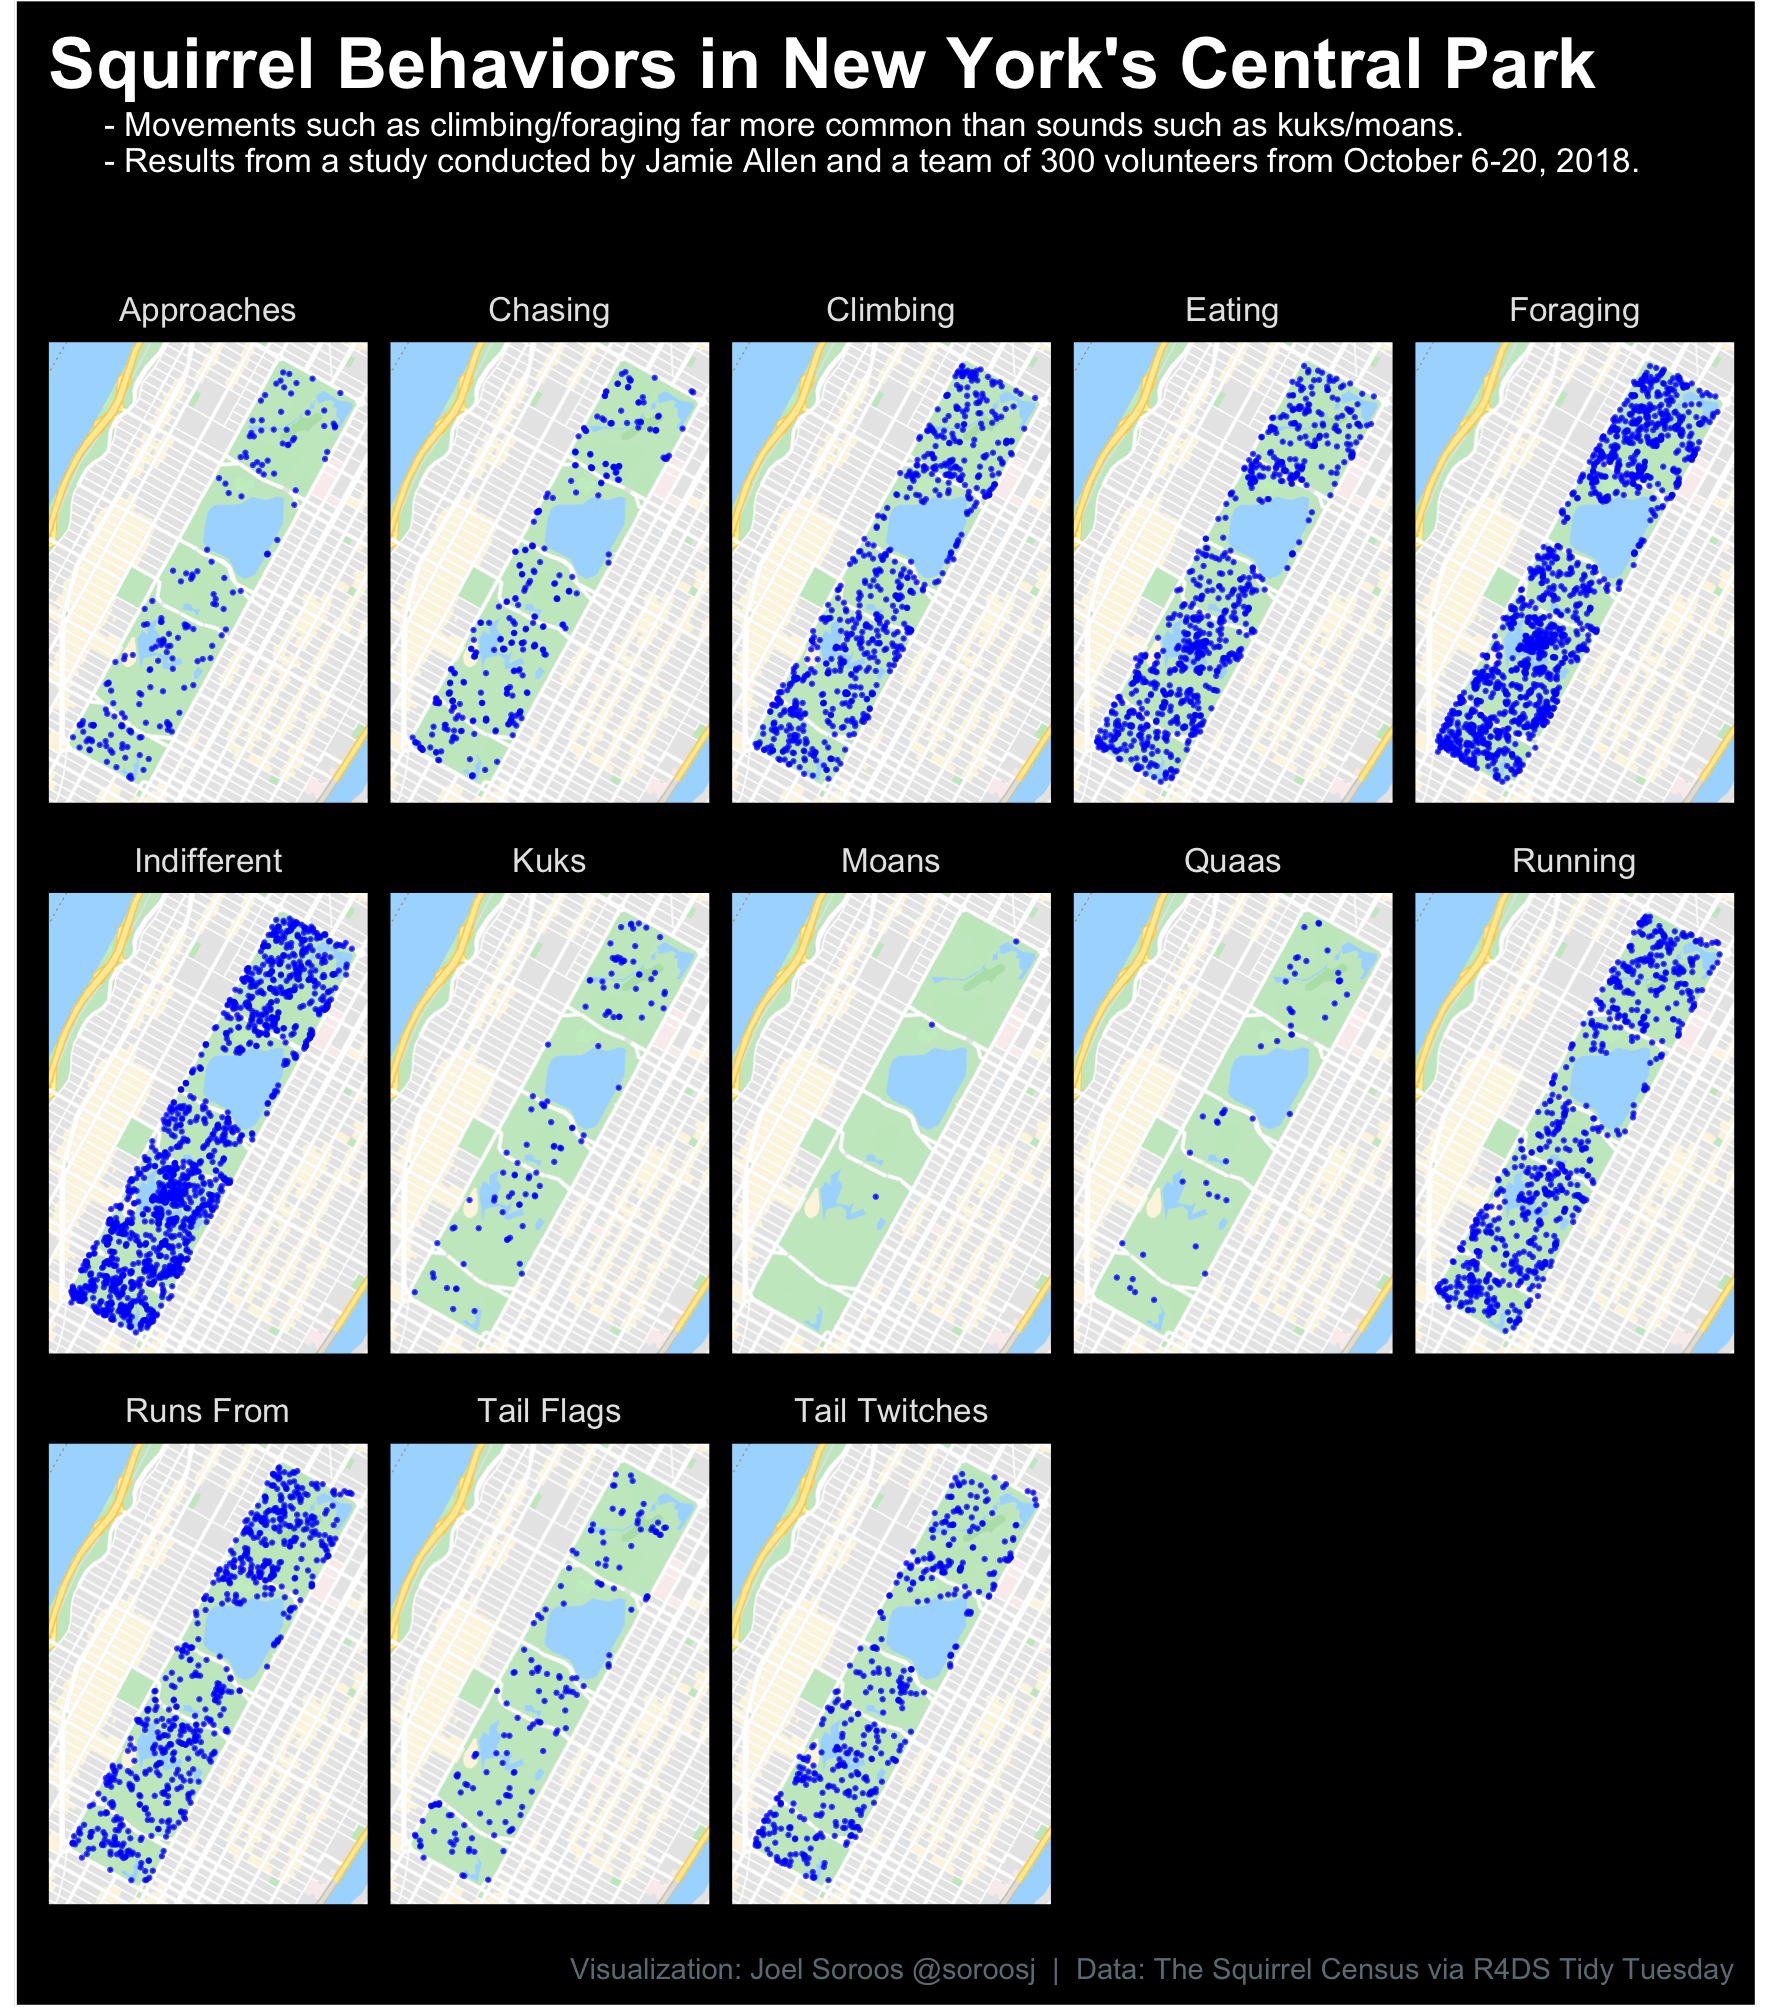 Squirrel Behaviors in New York's Central Park
- Movements such as climbing/foraging far more common than sounds such as kuks/moans.
- Results from a study conducted by Jamie Allen and a team of 300 volunteers from October 6-20, 2018.
Approaches
Chasing
Climbing
Eating
Foraging
Indifferent
Kuks
Moans
Quaas
Running
Runs From
Tail Flags
Tail Twitches
Visualization: Joel Soroos @soroosj | Data: The Squirrel Census via R4DS Tidy Tuesday